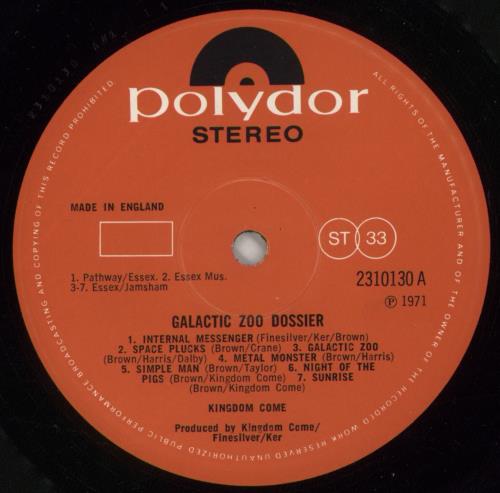 polydor
STEREO
MADE IN ENGLAND
ST 33
1. Pathway/Essex. 2. Essex Mus.
3-7. Essex/Jamsham
2310130 A
Ⓟ 1971
GALACTIC ZOO DOSSIER
1. INTERNAL MESSENGER (Finesilver/Ker/Brown)
2. SPACE PLUCKS (Brown/Crane) 3. GALACTIC ZOO
(Brown/Harris/Dalby) 4. METAL MONSTER (Brown/Harris)
5. SIMPLE MAN (Brown/Taylor) 6. NIGHT OF THE
PIGS (Brown/Kingdom Come) 7. SUNRISE
(Brown/Kingdom Come)
KINGDOM COME
Produced by Kingdom Come/
Finesilver/Ker
ALL RIGHTS OF THE MANUFACTURER AND OF THE OWNER OF THE RECORDED WORK RESERVED UNAUTHORIZED PUBLIC PERFORMANCE BROADCASTING AND COPYING OF THIS RECORD PROHIBITED